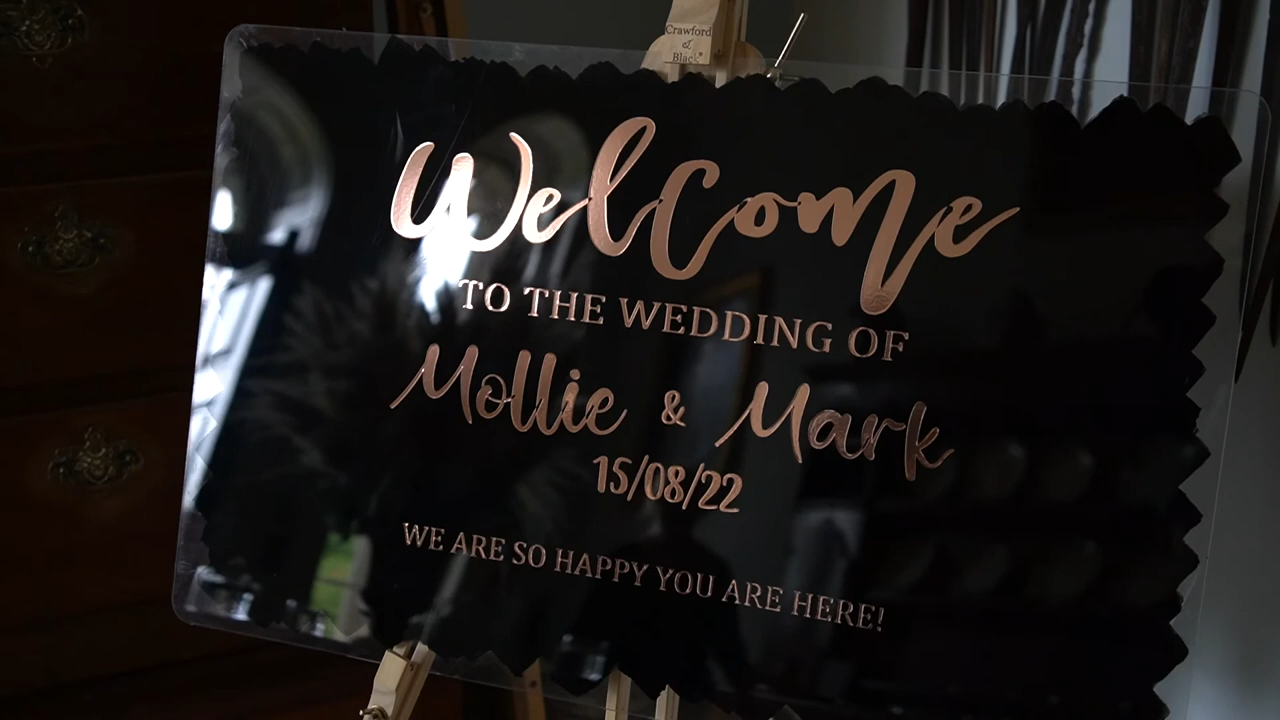 Crawford
&
Black
Welcome
TO THE WEDDING OF
Mollie & Mark
15/08/22
WE ARE SO HAPPY YOU ARE HERE!